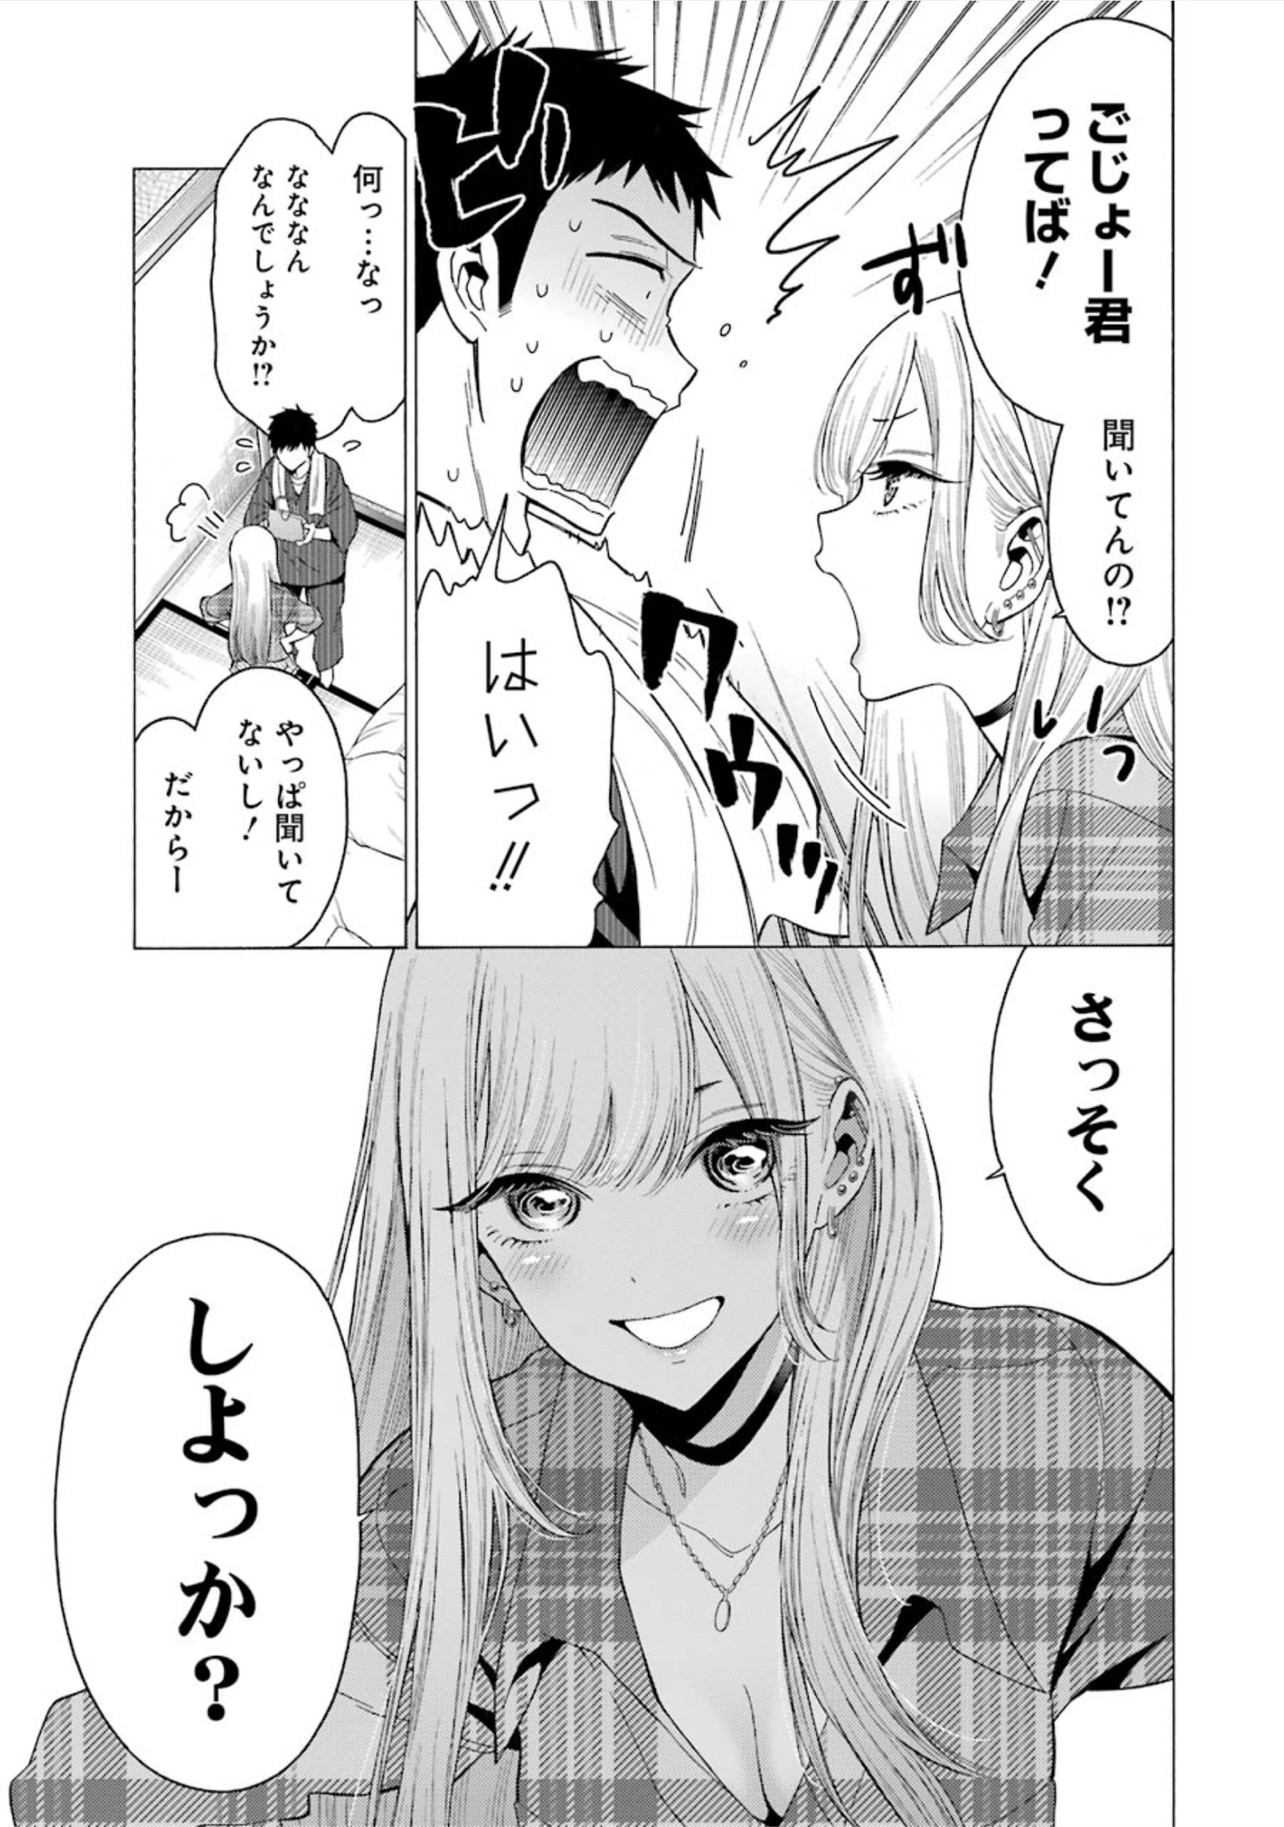 ごじょー君
ってば！
聞いてんの!?
ずいっ
ビクウウッ
はいっ!!
何っ…なっ
なななん
なんでしょうか!?
やっぱ聞いて
ないし！
だからー
さっそく
しよっか？